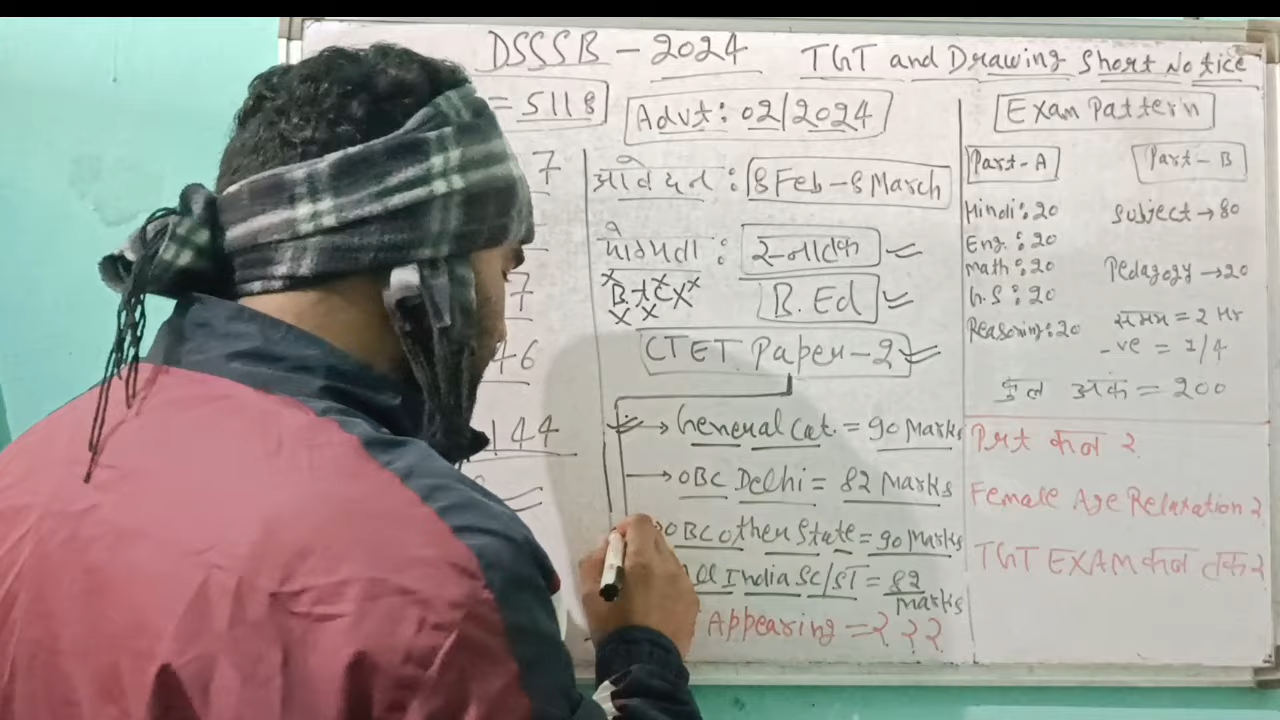 DSSSB - 2024 TGT and Drawing Short Notice
= 5118
7
7
46
144
Advt: 02/2024
आवेदन : 8 Feb - 8 March
योग्यता : स्नातक
B.Ed
CTET Paper-2
→ General Cat. = 90 Marks
→ OBC Delhi = 82 Marks
OBC Other State = 90 Marks
India SC/ST = 82 Marks
Appearing = ? ? ?
Exam Pattern
Part-A
Hindi : 20
Eng. : 20
Math : 20
G.S : 20
Reasoning : 20
Part-B
Subject → 80
Pedagogy → 20
समय = 2 Hr
-ve = 1/4
कुल अंक = 200
Prt कब ?
Female Age Relaxation ?
TGT EXAM कब तक ?